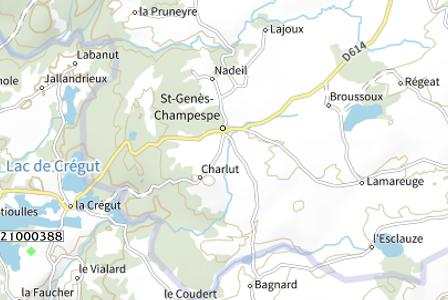 la Pruneyre
Lajoux
D614
Labanut
Nadeil
Jallandrieux
Régeat
St-Genès-
Champespe
Broussoux
Lac de Crégut
Charlut
Lamareuge
la Crégut
21000388
l'Esclauze
le Vialard
Bagnard
la Faucher
le Coudert